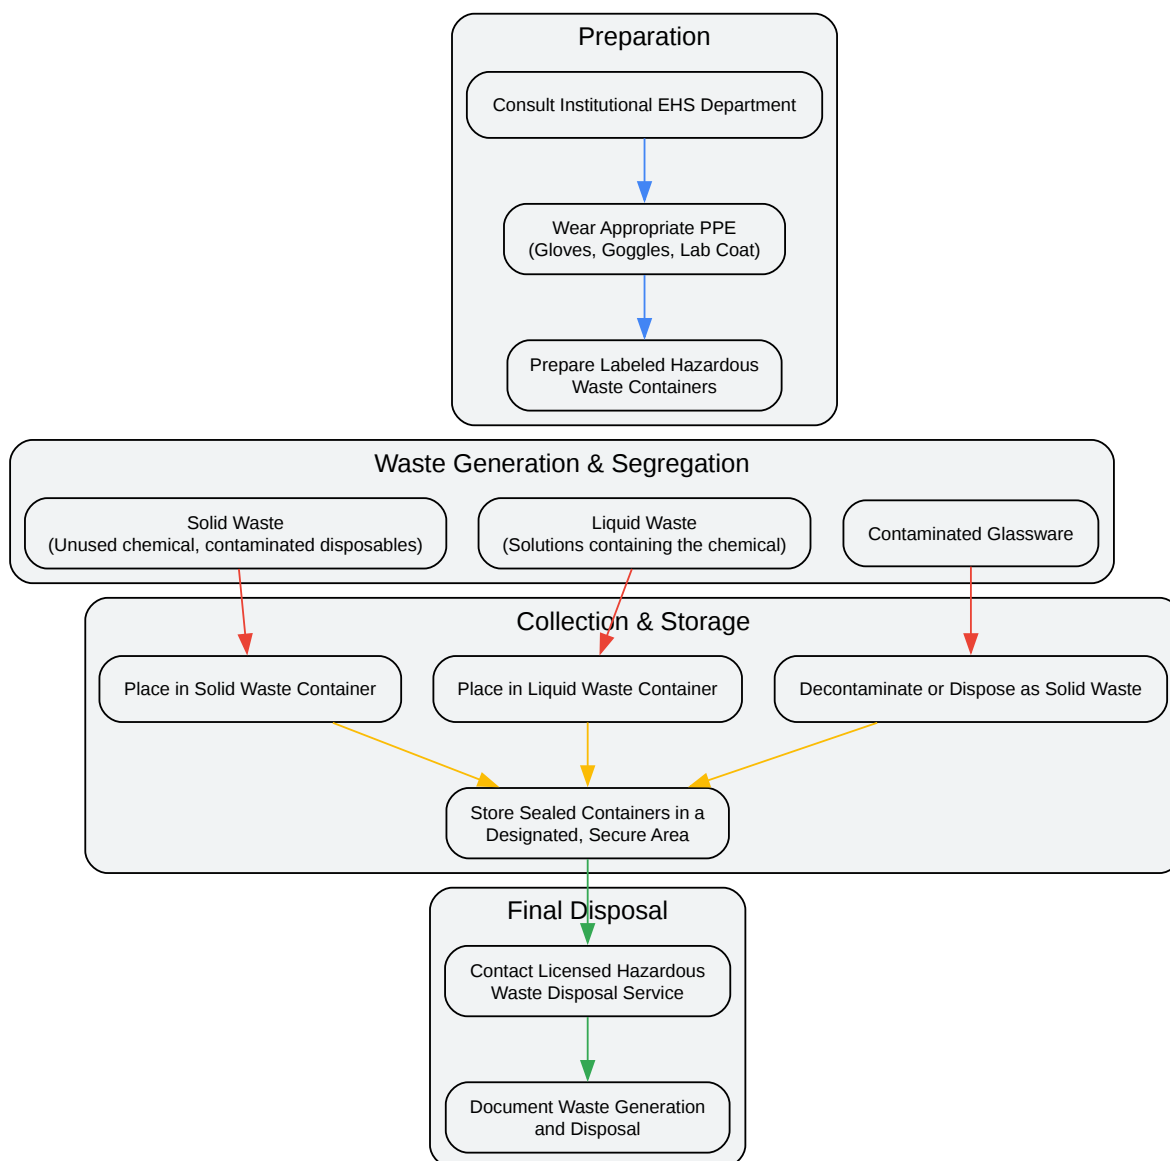 Preparation
Consult Institutional EHS Department
Wear Appropriate PPE
(Gloves, Goggles, Lab Coat)
Prepare Labeled Hazardous
Waste Containers
Waste Generation & Segregation
Solid Waste
(Unused chemical, contaminated disposables)
Liquid Waste
(Solutions containing the chemical)
Contaminated Glassware
Collection & Storage
Place in Solid Waste Container
Place in Liquid Waste Container
Decontaminate or Dispose as Solid Waste
Store Sealed Containers in a
Designated, Secure Area
Final Disposal
Contact Licensed Hazardous
Waste Disposal Service
Document Waste Generation
and Disposal